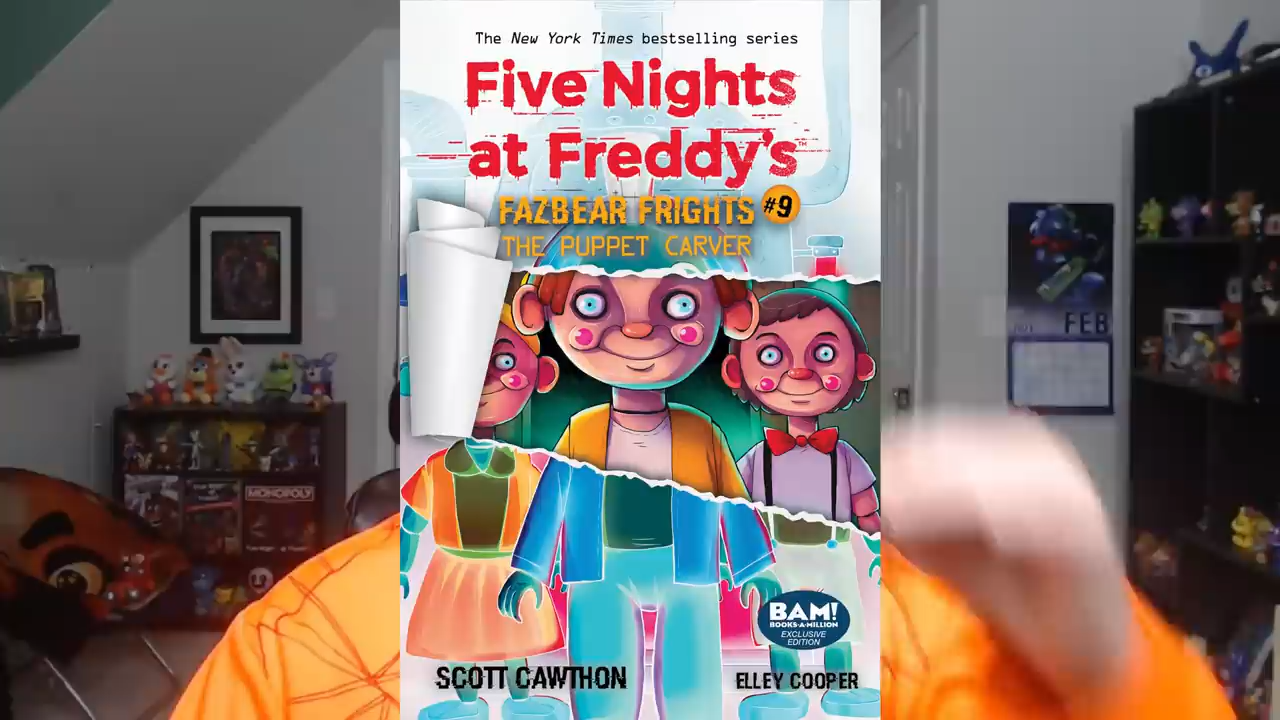 The New York Times bestselling series
Five Nights
at Freddy's™
FAZBEAR FRIGHTS #9
THE PUPPET CARVER
FEB
MONOPOLY
BAM!
BOOKS-A-MILLION
EXCLUSIVE
EDITION
SCOTT CAWTHON
ELLEY COOPER